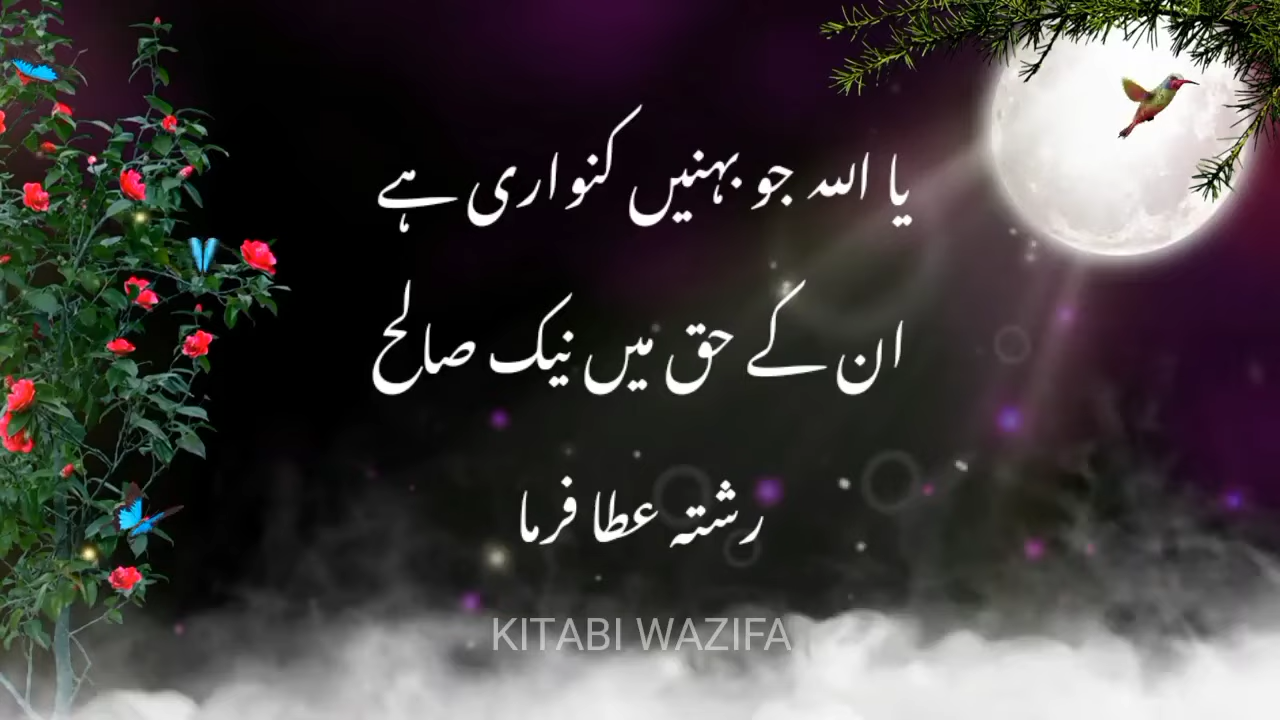 یا اللہ جو بہنیں کنواری ہے
ان کے حق میں نیک صالح
رشتہ عطا فرما
KITABI WAZIFA